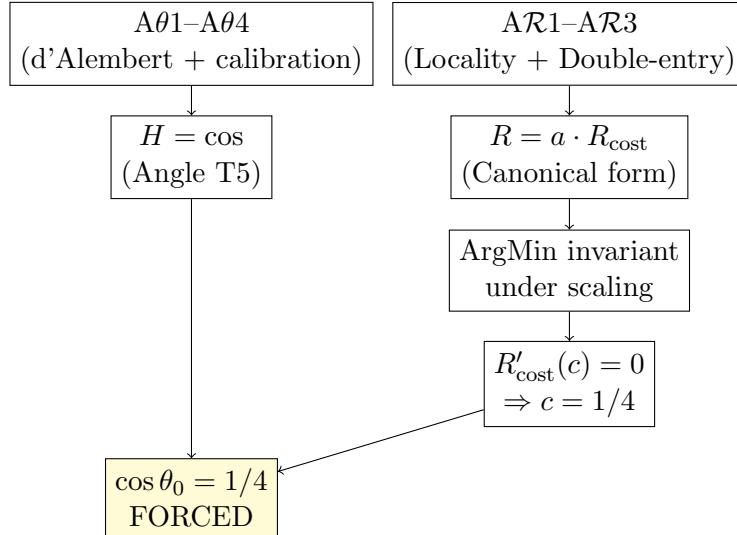 Aθ1–Aθ4
(d'Alembert + calibration)
Aℛ1–Aℛ3
(Locality + Double-entry)
H = cos
(Angle T5)
R = a · R_cost
(Canonical form)
ArgMin invariant
under scaling
R′_cost(c) = 0
⇒ c = 1/4
cos θ₀ = 1/4
FORCED